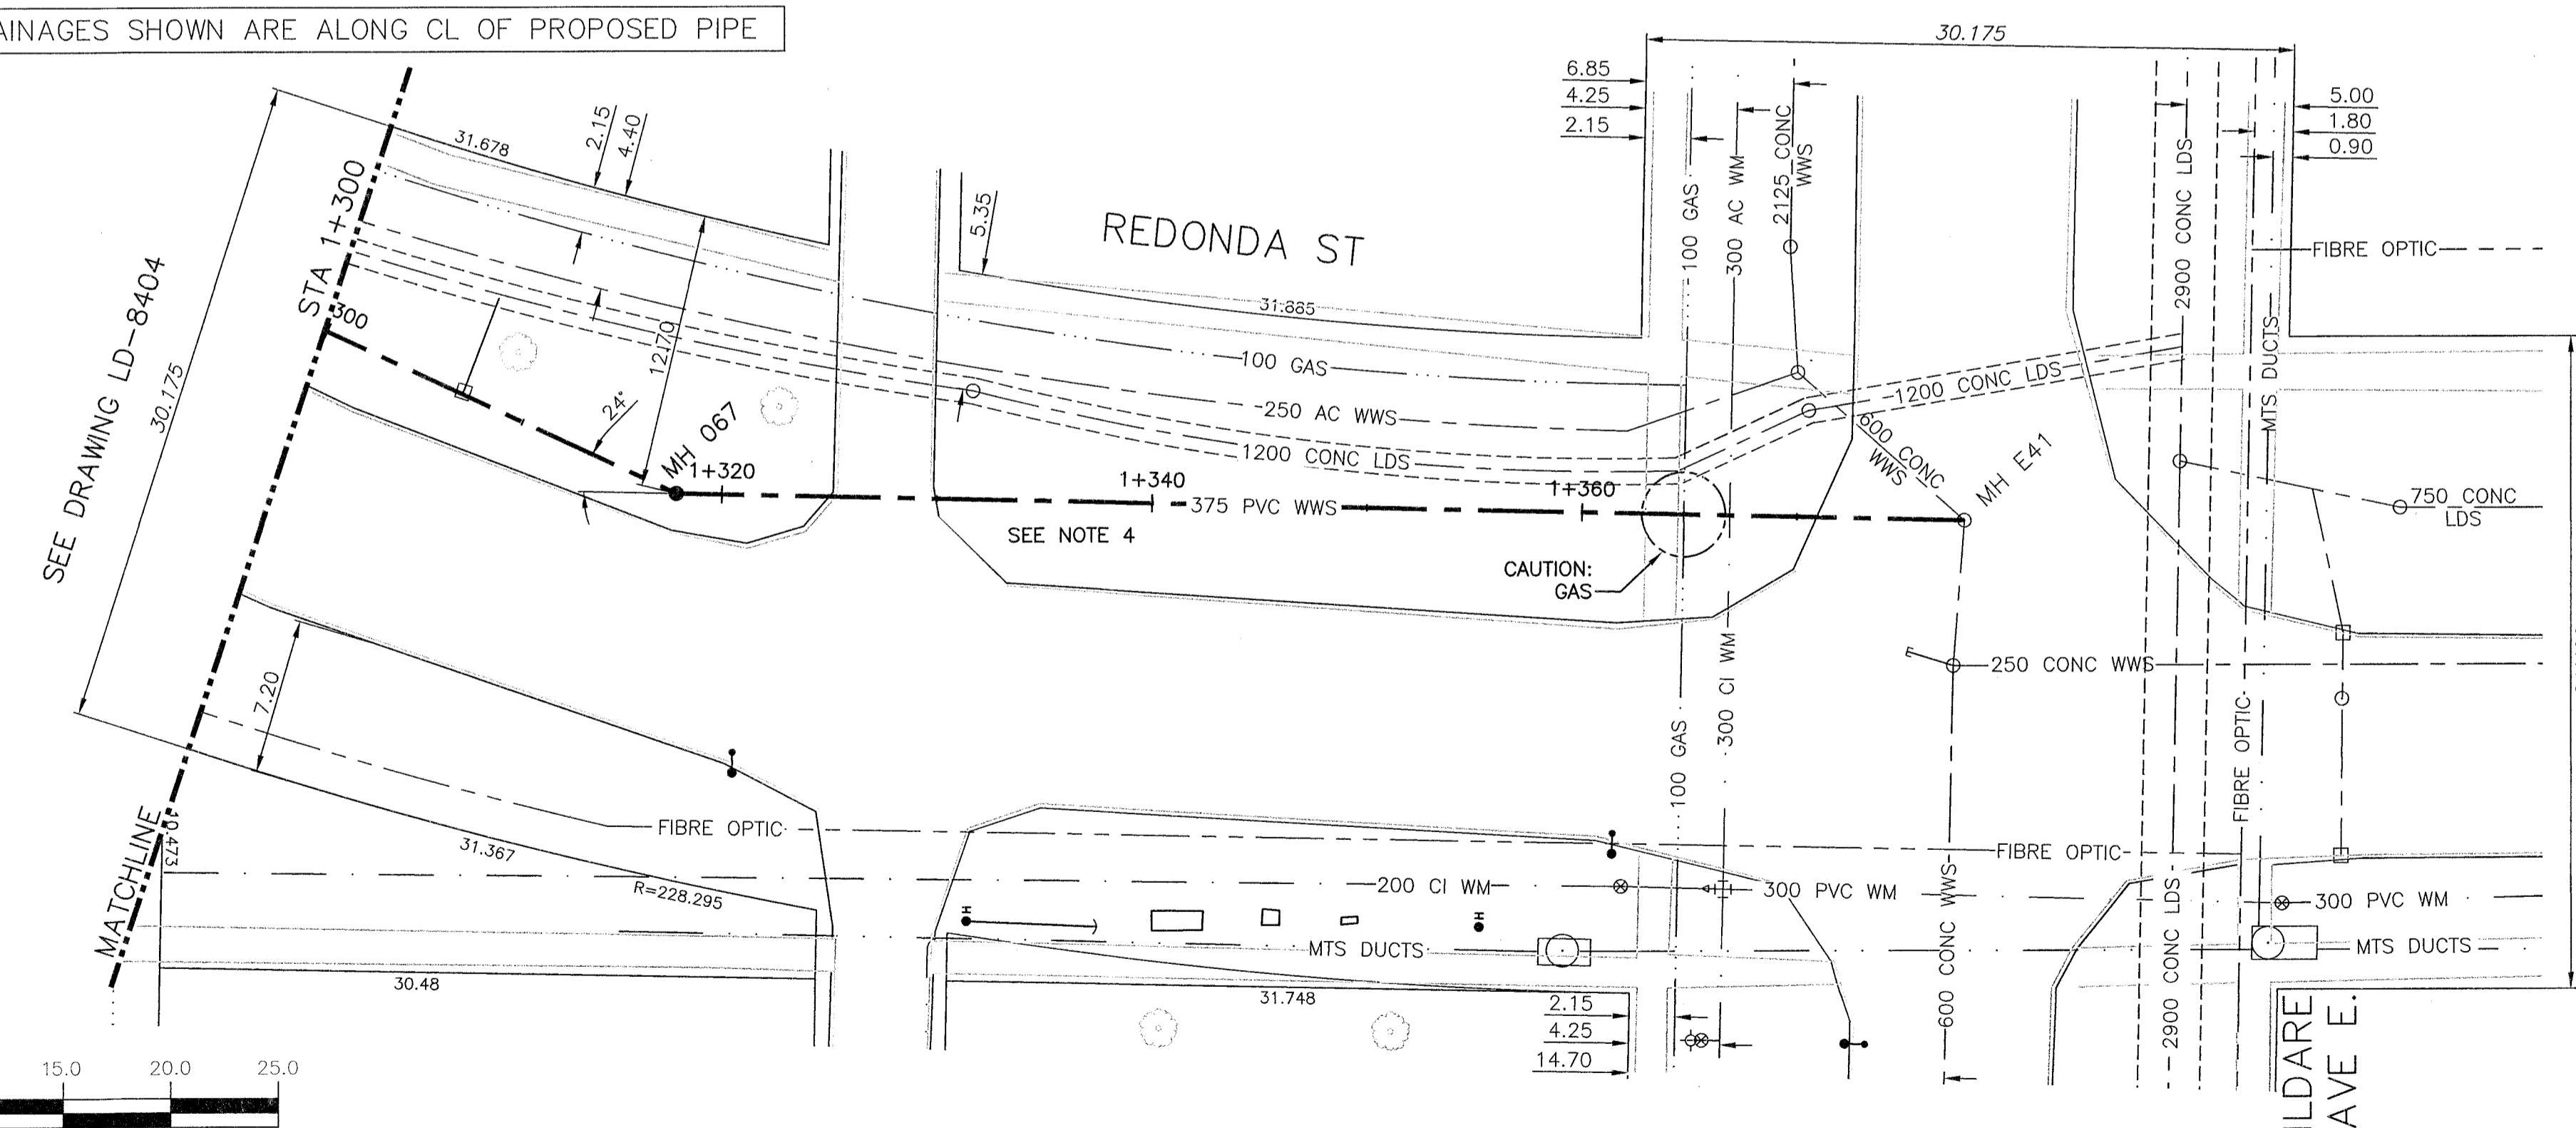 AINAGES SHOWN ARE ALONG CL OF PROPOSED PIPE
30.175
6.85
4.25
2.15
5.00
1.80
0.90
2.15
4.40
31.678
STA 1+300
300
SEE DRAWING LD-8404
30.175
12.170
24°
MH 067
5.35
REDONDA ST
31.885
100 GAS
300 AC WM
2125 CONC
WWS
2900 CONC LDS
FIBRE OPTIC
MTS DUCTS
100 GAS
250 AC WWS
1200 CONC LDS
1200 CONC LDS
600 CONC
WWS
MH E41
750 CONC
LDS
1+320
1+340
1+360
375 PVC WWS
SEE NOTE 4
CAUTION:
GAS
7.20
250 CONC WWS
100 GAS
300 CI WM
FIBRE OPTIC
MATCHLINE
10.473
31.367
R=228.295
FIBRE OPTIC
FIBRE OPTIC
200 CI WM
300 PVC WM
300 PVC WM
600 CONC WWS
2900 CONC LDS
MTS DUCTS
MTS DUCTS
30.48
31.748
2.15
4.25
14.70
15.0
20.0
25.0
ILDARE
AVE E.